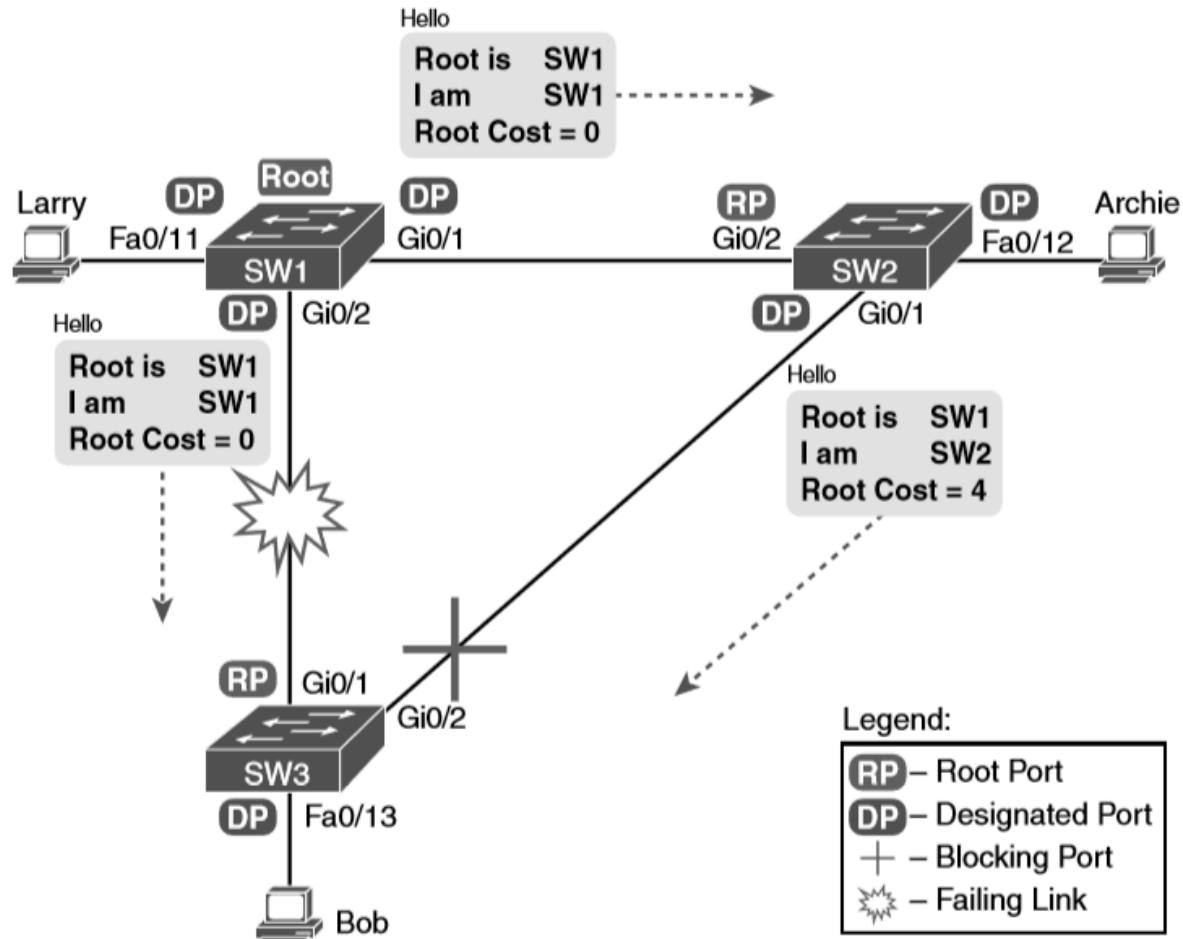 Hello
Root is SW1
I am SW1
Root Cost = 0
Larry
DP
Root
DP
RP
DP
Archie
Fa0/11
Gi0/1
Gi0/2
Fa0/12
SW1
SW2
DP
Gi0/2
DP
Gi0/1
Hello
Root is SW1
I am SW1
Root Cost = 0
Hello
Root is SW1
I am SW2
Root Cost = 4
RP
Gi0/1
Gi0/2
SW3
DP
Fa0/13
Bob
Legend:
RP – Root Port
DP – Designated Port
– Blocking Port
– Failing Link